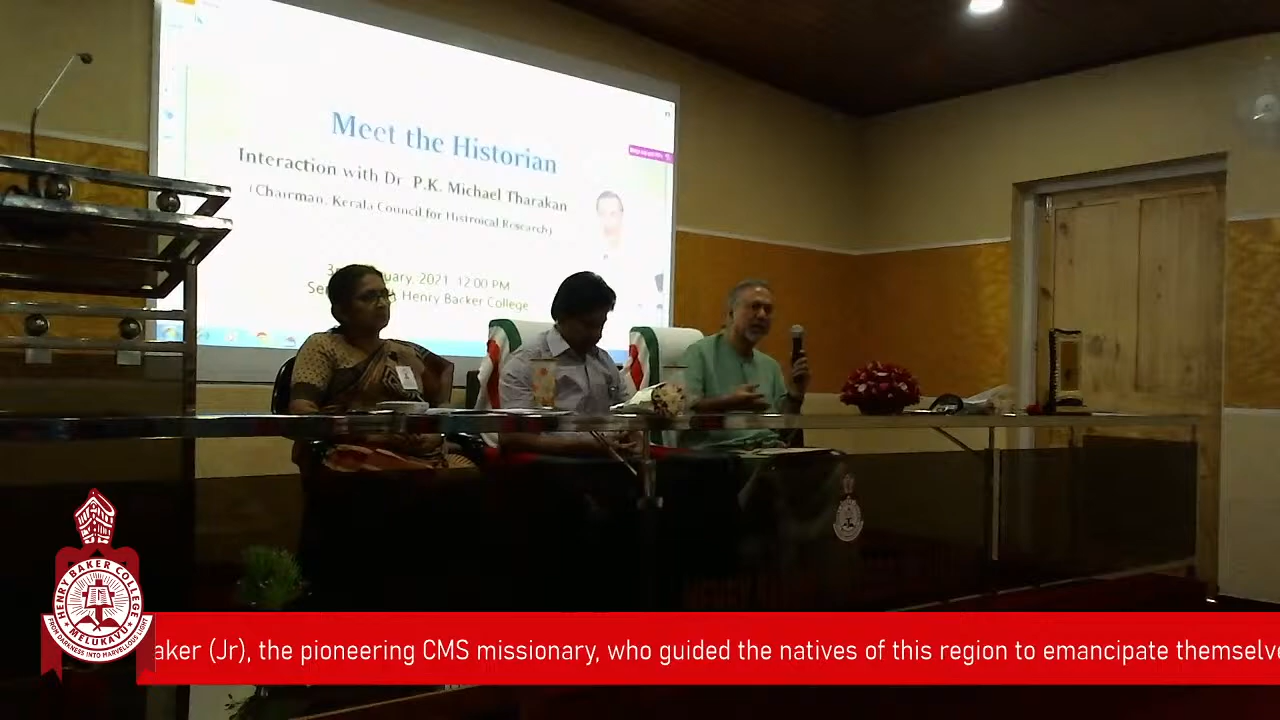 Meet the Historian
Interaction with Dr P.K. Michael Tharakan
(Chairman, Kerala Council for Histroical Research)
2021 12:00 PM
Henry Backer College
HENRY BAKER COLLEGE
MELUKAVU
FROM DARKNESS INTO MARVELLOUS LIGHT
aker (Jr), the pioneering CMS missionary, who guided the natives of this region to emancipate themselve